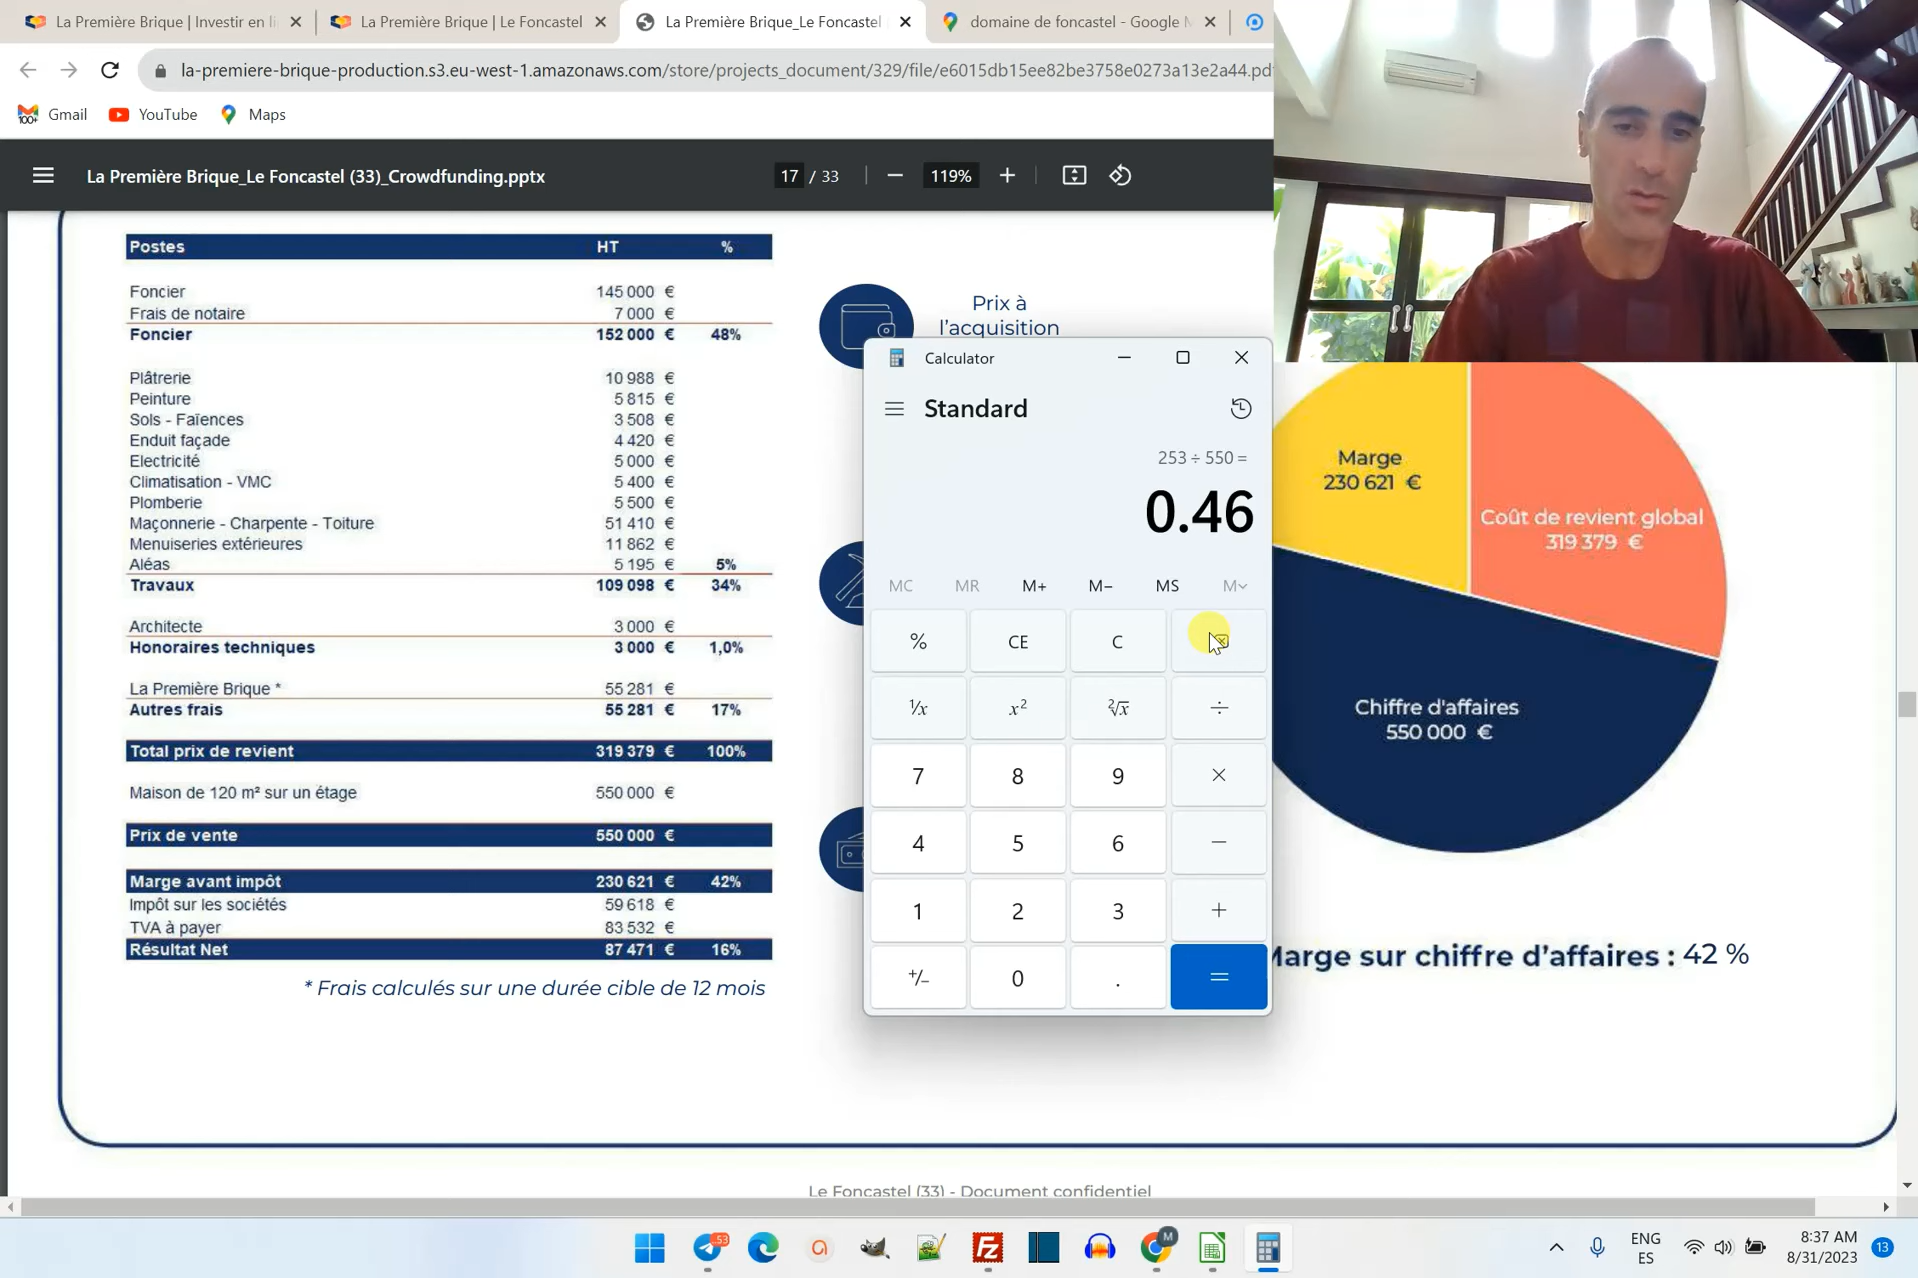 La Première Brique | Investir en li
La Première Brique | Le Foncastel
La Première Brique_Le Foncastel
domaine de foncastel - Google M
la-premiere-brique-production.s3.eu-west-1.amazonaws.com/store/projects_document/329/file/e6015db15ee82be3758e0273a13e2a44.pdf
Gmail
YouTube
Maps
La Première Brique_Le Foncastel (33)_Crowdfunding.pptx
17 / 33
119%
Postes HT %
Foncier 145 000 €
Frais de notaire 7 000 €
Foncier 152 000 € 48%
Plâtrerie 10 988 €
Peinture 5 815 €
Sols - Faïences 3 508 €
Enduit façade 4 420 €
Electricité 5 000 €
Climatisation - VMC 5 400 €
Plomberie 5 500 €
Maçonnerie - Charpente - Toiture 51 410 €
Menuiseries extérieures 11 862 €
Aléas 5 195 € 5%
Travaux 109 098 € 34%
Architecte 3 000 €
Honoraires techniques 3 000 € 1,0%
La Première Brique * 55 281 €
Autres frais 55 281 € 17%
Total prix de revient 319 379 € 100%
Maison de 120 m² sur un étage 550 000 €
Prix de vente 550 000 €
Marge avant impôt 230 621 € 42%
Impôt sur les sociétés 59 618 €
TVA à payer 83 532 €
Résultat Net 87 471 € 16%
* Frais calculés sur une durée cible de 12 mois
Prix à
l'acquisition
Calculator
Standard
253 ÷ 550 =
0.46
MC MR M+ M− MS M
% CE C
1/x x² ²√x ÷
7 8 9 ×
4 5 6 −
1 2 3 +
+/− 0 . =
Marge
230 621 €
Coût de revient global
319 379 €
Chiffre d'affaires
550 000 €
Marge sur chiffre d'affaires : 42 %
Le Foncastel (33) - Document confidentiel
53
M
ENG
ES
8:37 AM
8/31/2023
13